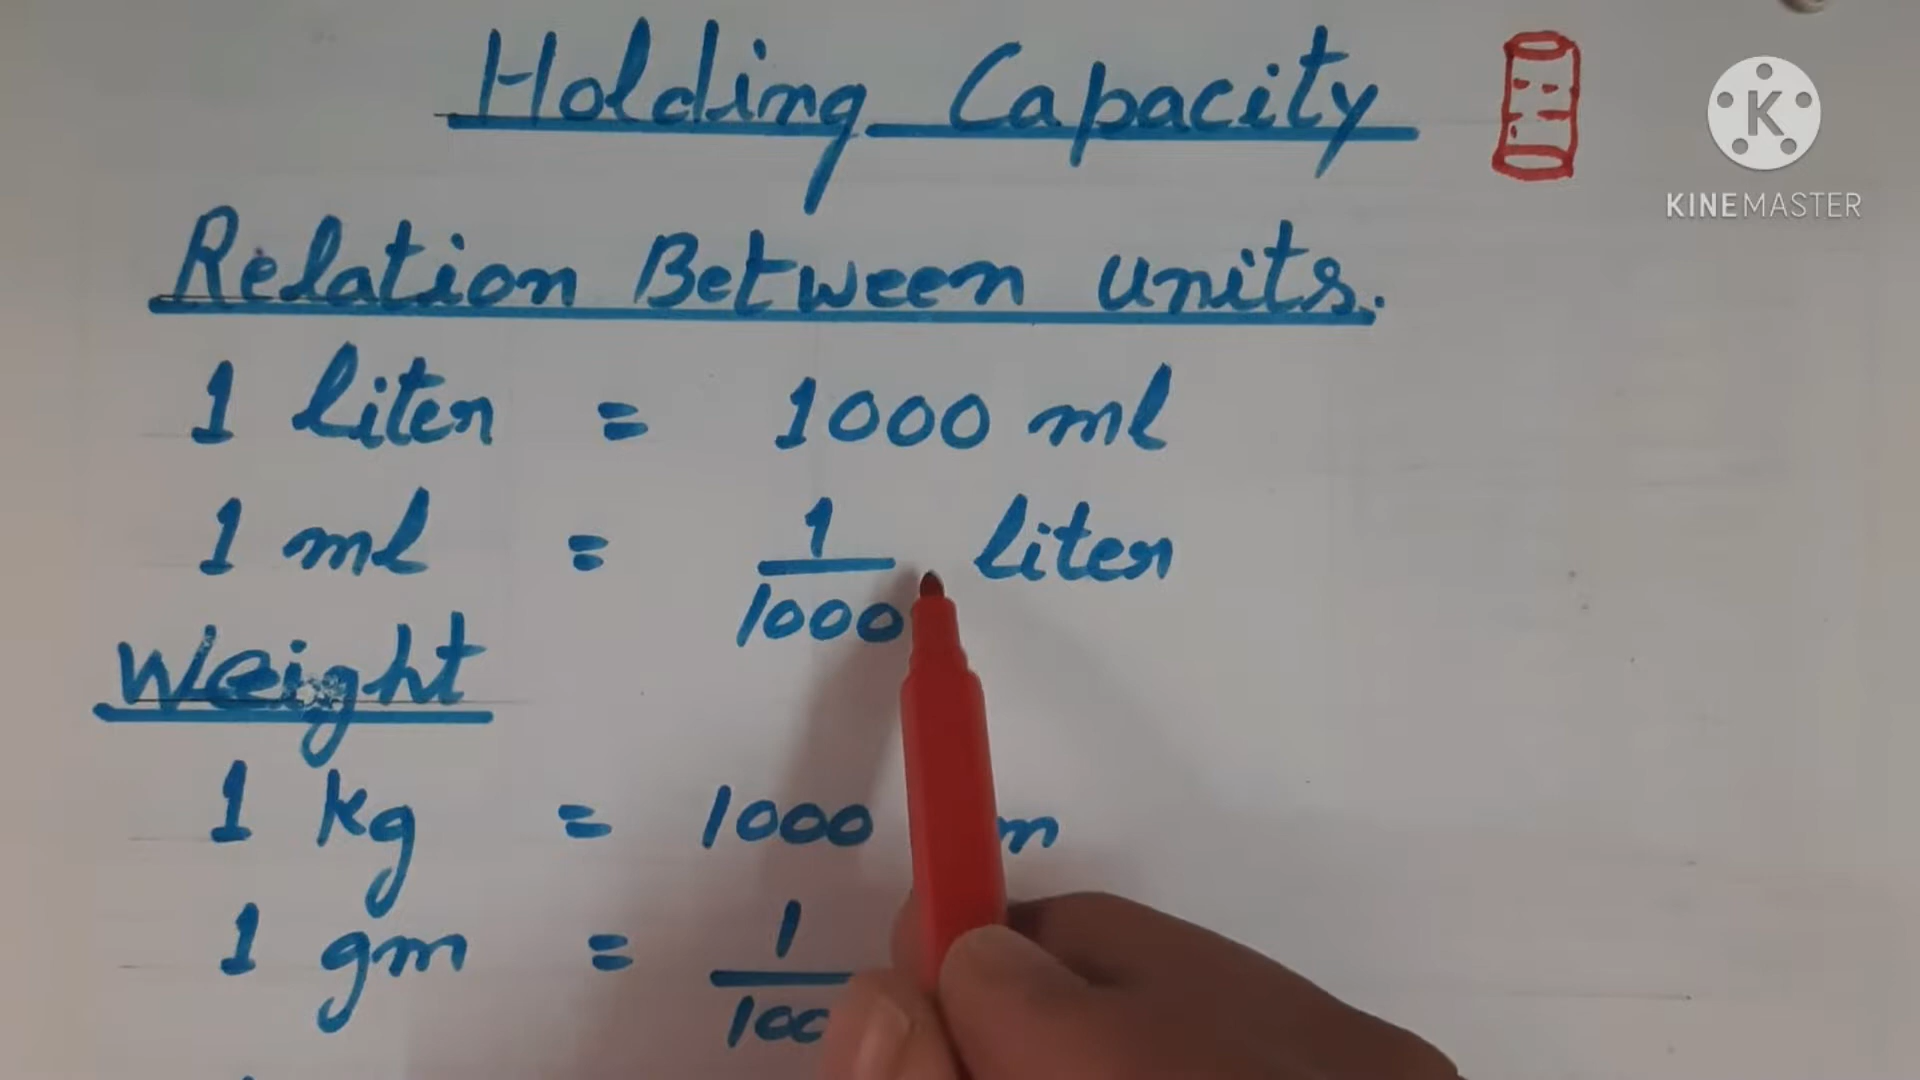 Holding Capacity
K
KINEMASTER
Relation Between units.
1 liter = 1000 ml
1 ml = 1/1000 liter
Weight
1 kg = 1000
1 gm = 1